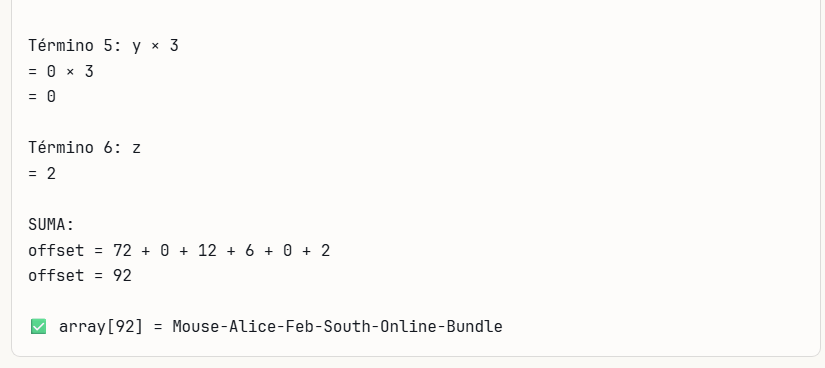 Término 5: y × 3
= 0 × 3
= 0
Término 6: z
= 2
SUMA:
offset = 72 + 0 + 12 + 6 + 0 + 2
offset = 92
✅ array[92] = Mouse-Alice-Feb-South-Online-Bundle